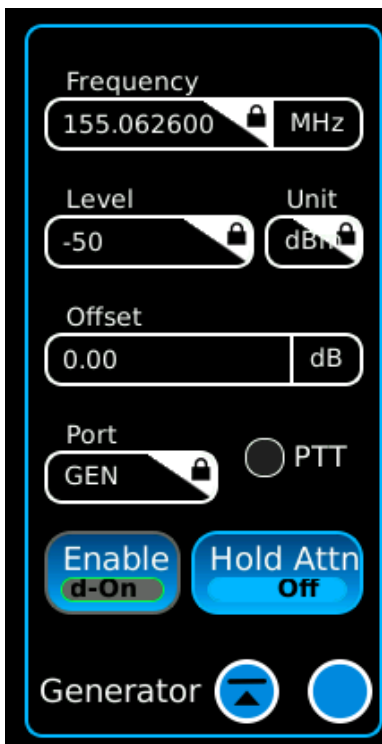 Frequency
155.062600 MHz
Level Unit
-50 dBm
Offset
0.00 dB
Port
GEN PTT
Enable Hold Attn
d-On Off
Generator